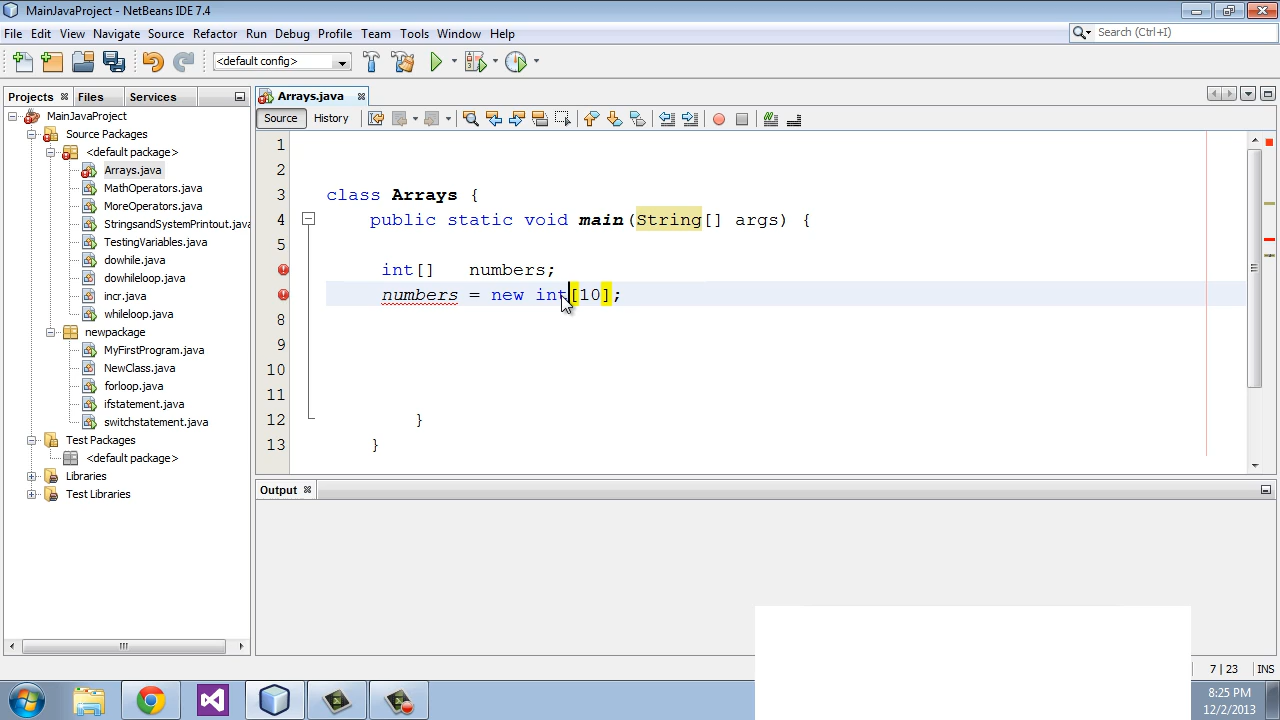 MainJavaProject - NetBeans IDE 7.4
File Edit View Navigate Source Refactor Run Debug Profile Team Tools Window Help
Search (Ctrl+I)
<default config>
Projects Files Services
Arrays.java
MainJavaProject
Source Packages
<default package>
Arrays.java
MathOperators.java
MoreOperators.java
StringsandSystemPrintout.java
TestingVariables.java
dowhile.java
dowhileloop.java
incr.java
whileloop.java
newpackage
MyFirstProgram.java
NewClass.java
forloop.java
ifstatement.java
switchstatement.java
Test Packages
<default package>
Libraries
Test Libraries
Source History
1
2
3 class Arrays {
4 public static void main(String[] args) {
5
int[] numbers;
numbers = new int[10];
8
9
10
11
12 }
13 }
Output
7 | 23 INS
8:25 PM
12/2/2013